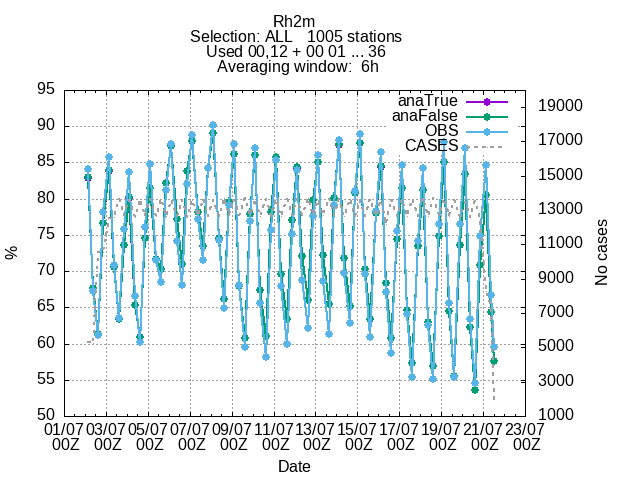 Rh2m
Selection: ALL   1005 stations
Used 00,12 + 00 01 ... 36
Averaging window:  6h
anaTrue
anaFalse
OBS
CASES
95
90
85
80
75
70
65
60
55
50
%
19000
17000
15000
13000
11000
9000
7000
5000
3000
1000
No cases
01/07 03/07 05/07 07/07 09/07 11/07 13/07 15/07 17/07 19/07 21/07 23/07
00Z 00Z 00Z 00Z 00Z 00Z 00Z 00Z 00Z 00Z 00Z 00Z
Date